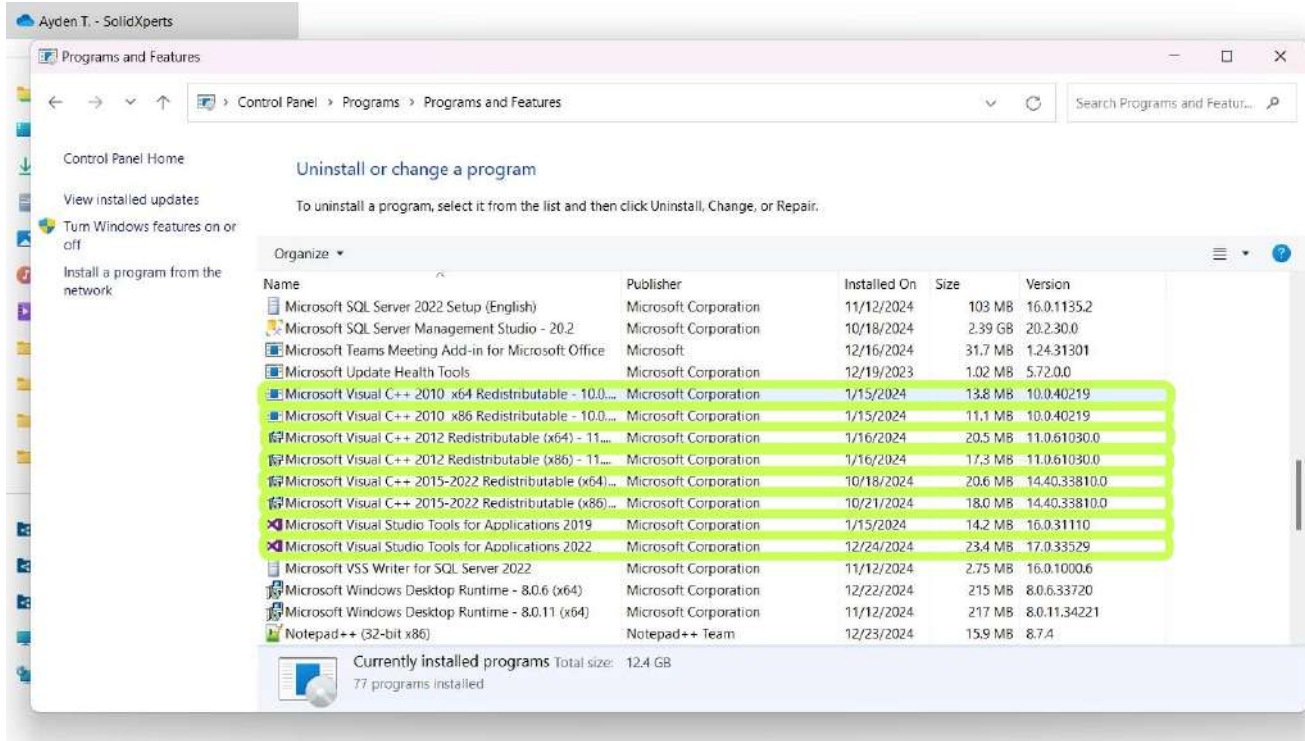 Ayden T. - SolidXperts
Programs and Features
Control Panel > Programs > Programs and Features
Search Programs and Featur...
Control Panel Home
View installed updates
Turn Windows features on or
off
Install a program from the
network
Uninstall or change a program
To uninstall a program, select it from the list and then click Uninstall, Change, or Repair.
Organize
Name Publisher Installed On Size Version
Microsoft SQL Server 2022 Setup (English) Microsoft Corporation 11/12/2024 103 MB 16.0.1135.2
Microsoft SQL Server Management Studio - 20.2 Microsoft Corporation 10/18/2024 2.39 GB 20.2.30.0
Microsoft Teams Meeting Add-in for Microsoft Office Microsoft 12/16/2024 31.7 MB 1.24.31301
Microsoft Update Health Tools Microsoft Corporation 12/19/2023 1.02 MB 5.72.0.0
Microsoft Visual C++ 2010 x64 Redistributable - 10.0.... Microsoft Corporation 1/15/2024 13.8 MB 10.0.40219
Microsoft Visual C++ 2010 x86 Redistributable - 10.0.... Microsoft Corporation 1/15/2024 11.1 MB 10.0.40219
Microsoft Visual C++ 2012 Redistributable (x64) - 11.... Microsoft Corporation 1/16/2024 20.5 MB 11.0.61030.0
Microsoft Visual C++ 2012 Redistributable (x86) - 11.... Microsoft Corporation 1/16/2024 17.3 MB 11.0.61030.0
Microsoft Visual C++ 2015-2022 Redistributable (x64)... Microsoft Corporation 10/18/2024 20.6 MB 14.40.33810.0
Microsoft Visual C++ 2015-2022 Redistributable (x86)... Microsoft Corporation 10/21/2024 18.0 MB 14.40.33810.0
Microsoft Visual Studio Tools for Applications 2019 Microsoft Corporation 1/15/2024 14.2 MB 16.0.31110
Microsoft Visual Studio Tools for Applications 2022 Microsoft Corporation 12/24/2024 23.4 MB 17.0.33529
Microsoft VSS Writer for SQL Server 2022 Microsoft Corporation 11/12/2024 2.75 MB 16.0.1000.6
Microsoft Windows Desktop Runtime - 8.0.6 (x64) Microsoft Corporation 12/22/2024 215 MB 8.0.6.33720
Microsoft Windows Desktop Runtime - 8.0.11 (x64) Microsoft Corporation 11/12/2024 217 MB 8.0.11.34221
Notepad++ (32-bit x86) Notepad++ Team 12/23/2024 15.9 MB 8.7.4
Currently installed programs Total size: 12.4 GB
77 programs installed